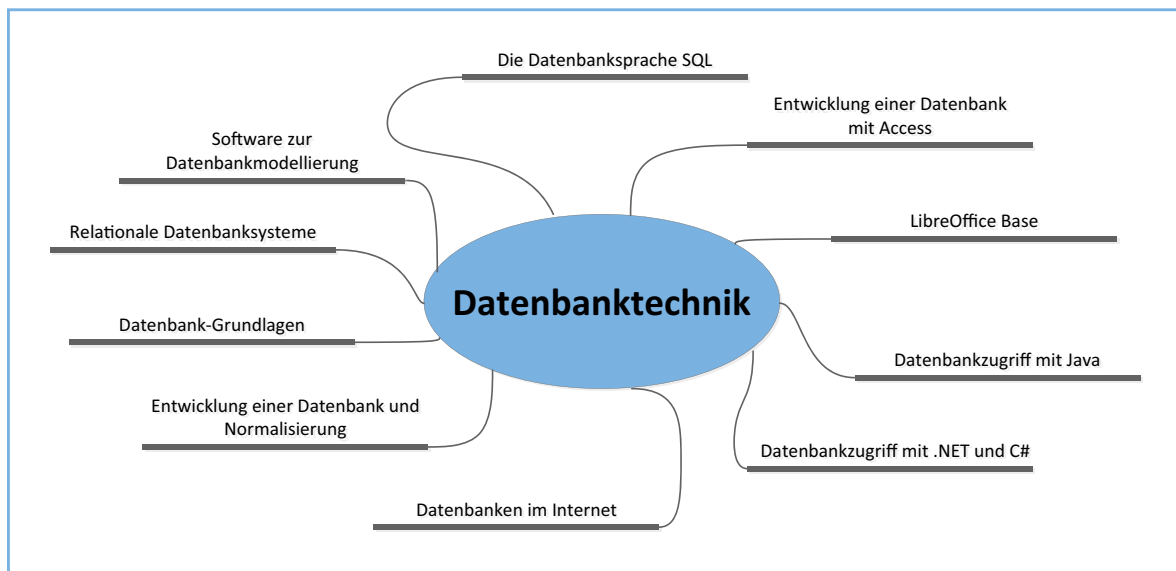 Die Datenbanksprache SQL
Entwicklung einer Datenbank
mit Access
Software zur
Datenbankmodellierung
LibreOffice Base
Relationale Datenbanksysteme
Datenbanktechnik
Datenbank-Grundlagen
Datenbankzugriff mit Java
Entwicklung einer Datenbank und
Normalisierung
Datenbankzugriff mit .NET und C#
Datenbanken im Internet